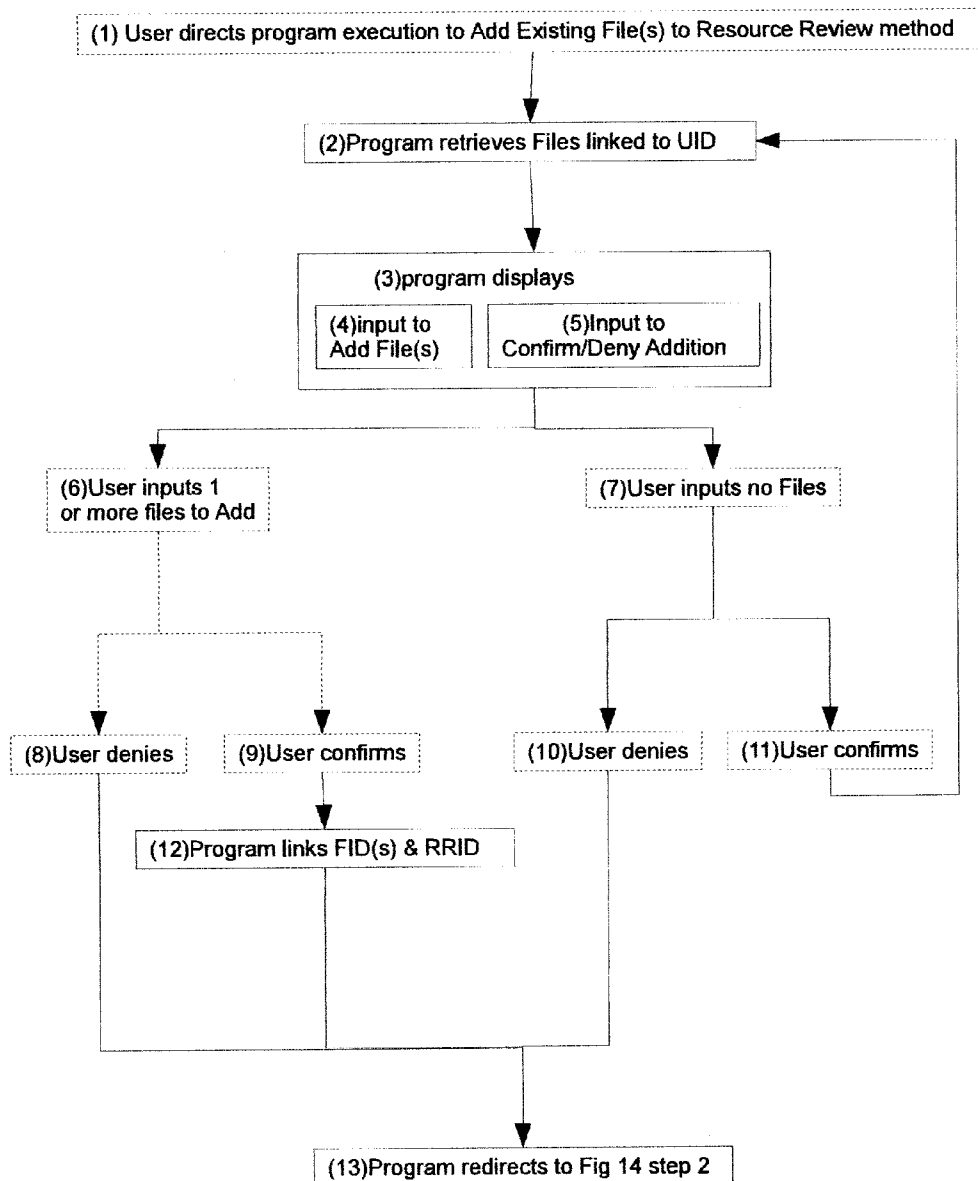 (1) User directs program execution to Add Existing File(s) to Resource Review method
(2)Program retrieves Files linked to UID
(3)program displays
(4)input to
Add File(s)
(5)Input to
Confirm/Deny Addition
(6)User inputs 1
or more files to Add
(7)User inputs no Files
(8)User denies
(9)User confirms
(10)User denies
(11)User confirms
(12)Program links FID(s) & RRID
(13)Program redirects to Fig 14 step 2